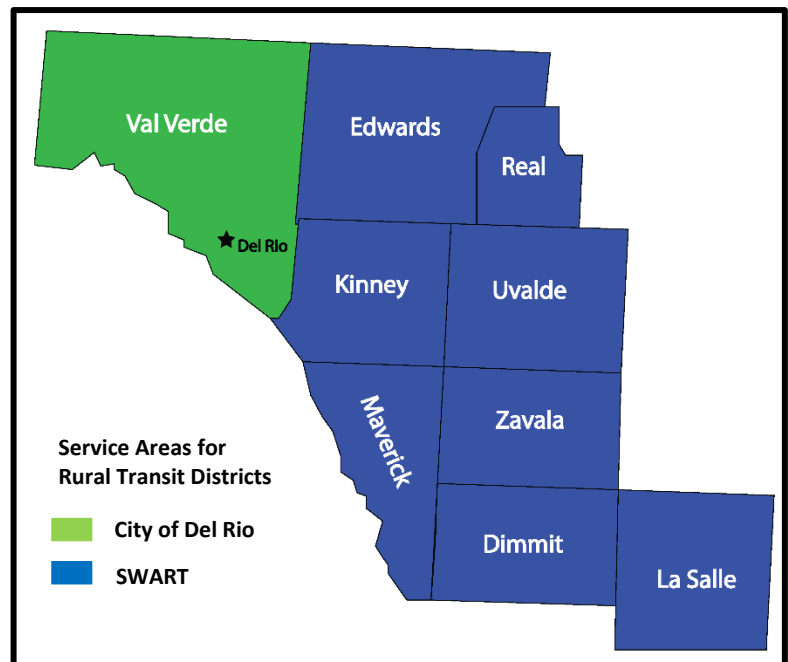 Val Verde
Edwards
Real
Del Rio
Kinney
Uvalde
Maverick
Zavala
Service Areas for
Rural Transit Districts
City of Del Rio
Dimmit
SWART
La Salle